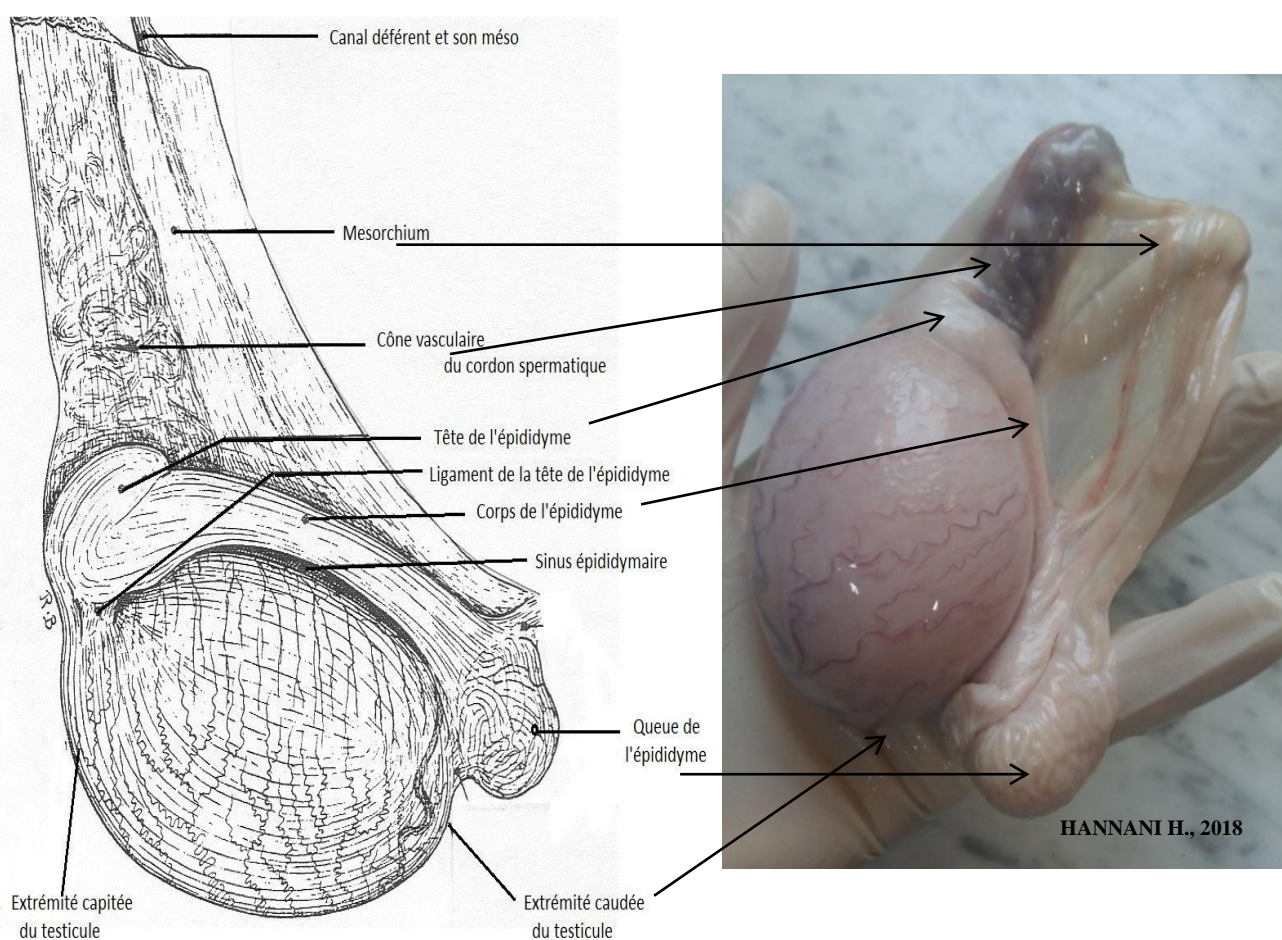 Canal déférent et son méso
Mesorchium
Cône vasculaire
du cordon spermatique
Tête de l'épididyme
Ligament de la tête de l'épididyme
Corps de l'épididyme
Sinus épididymaire
R.B
Queue de
l'épididyme
HANNANI H., 2018
Extrémité capitée
du testicule
Extrémité caudée
du testicule